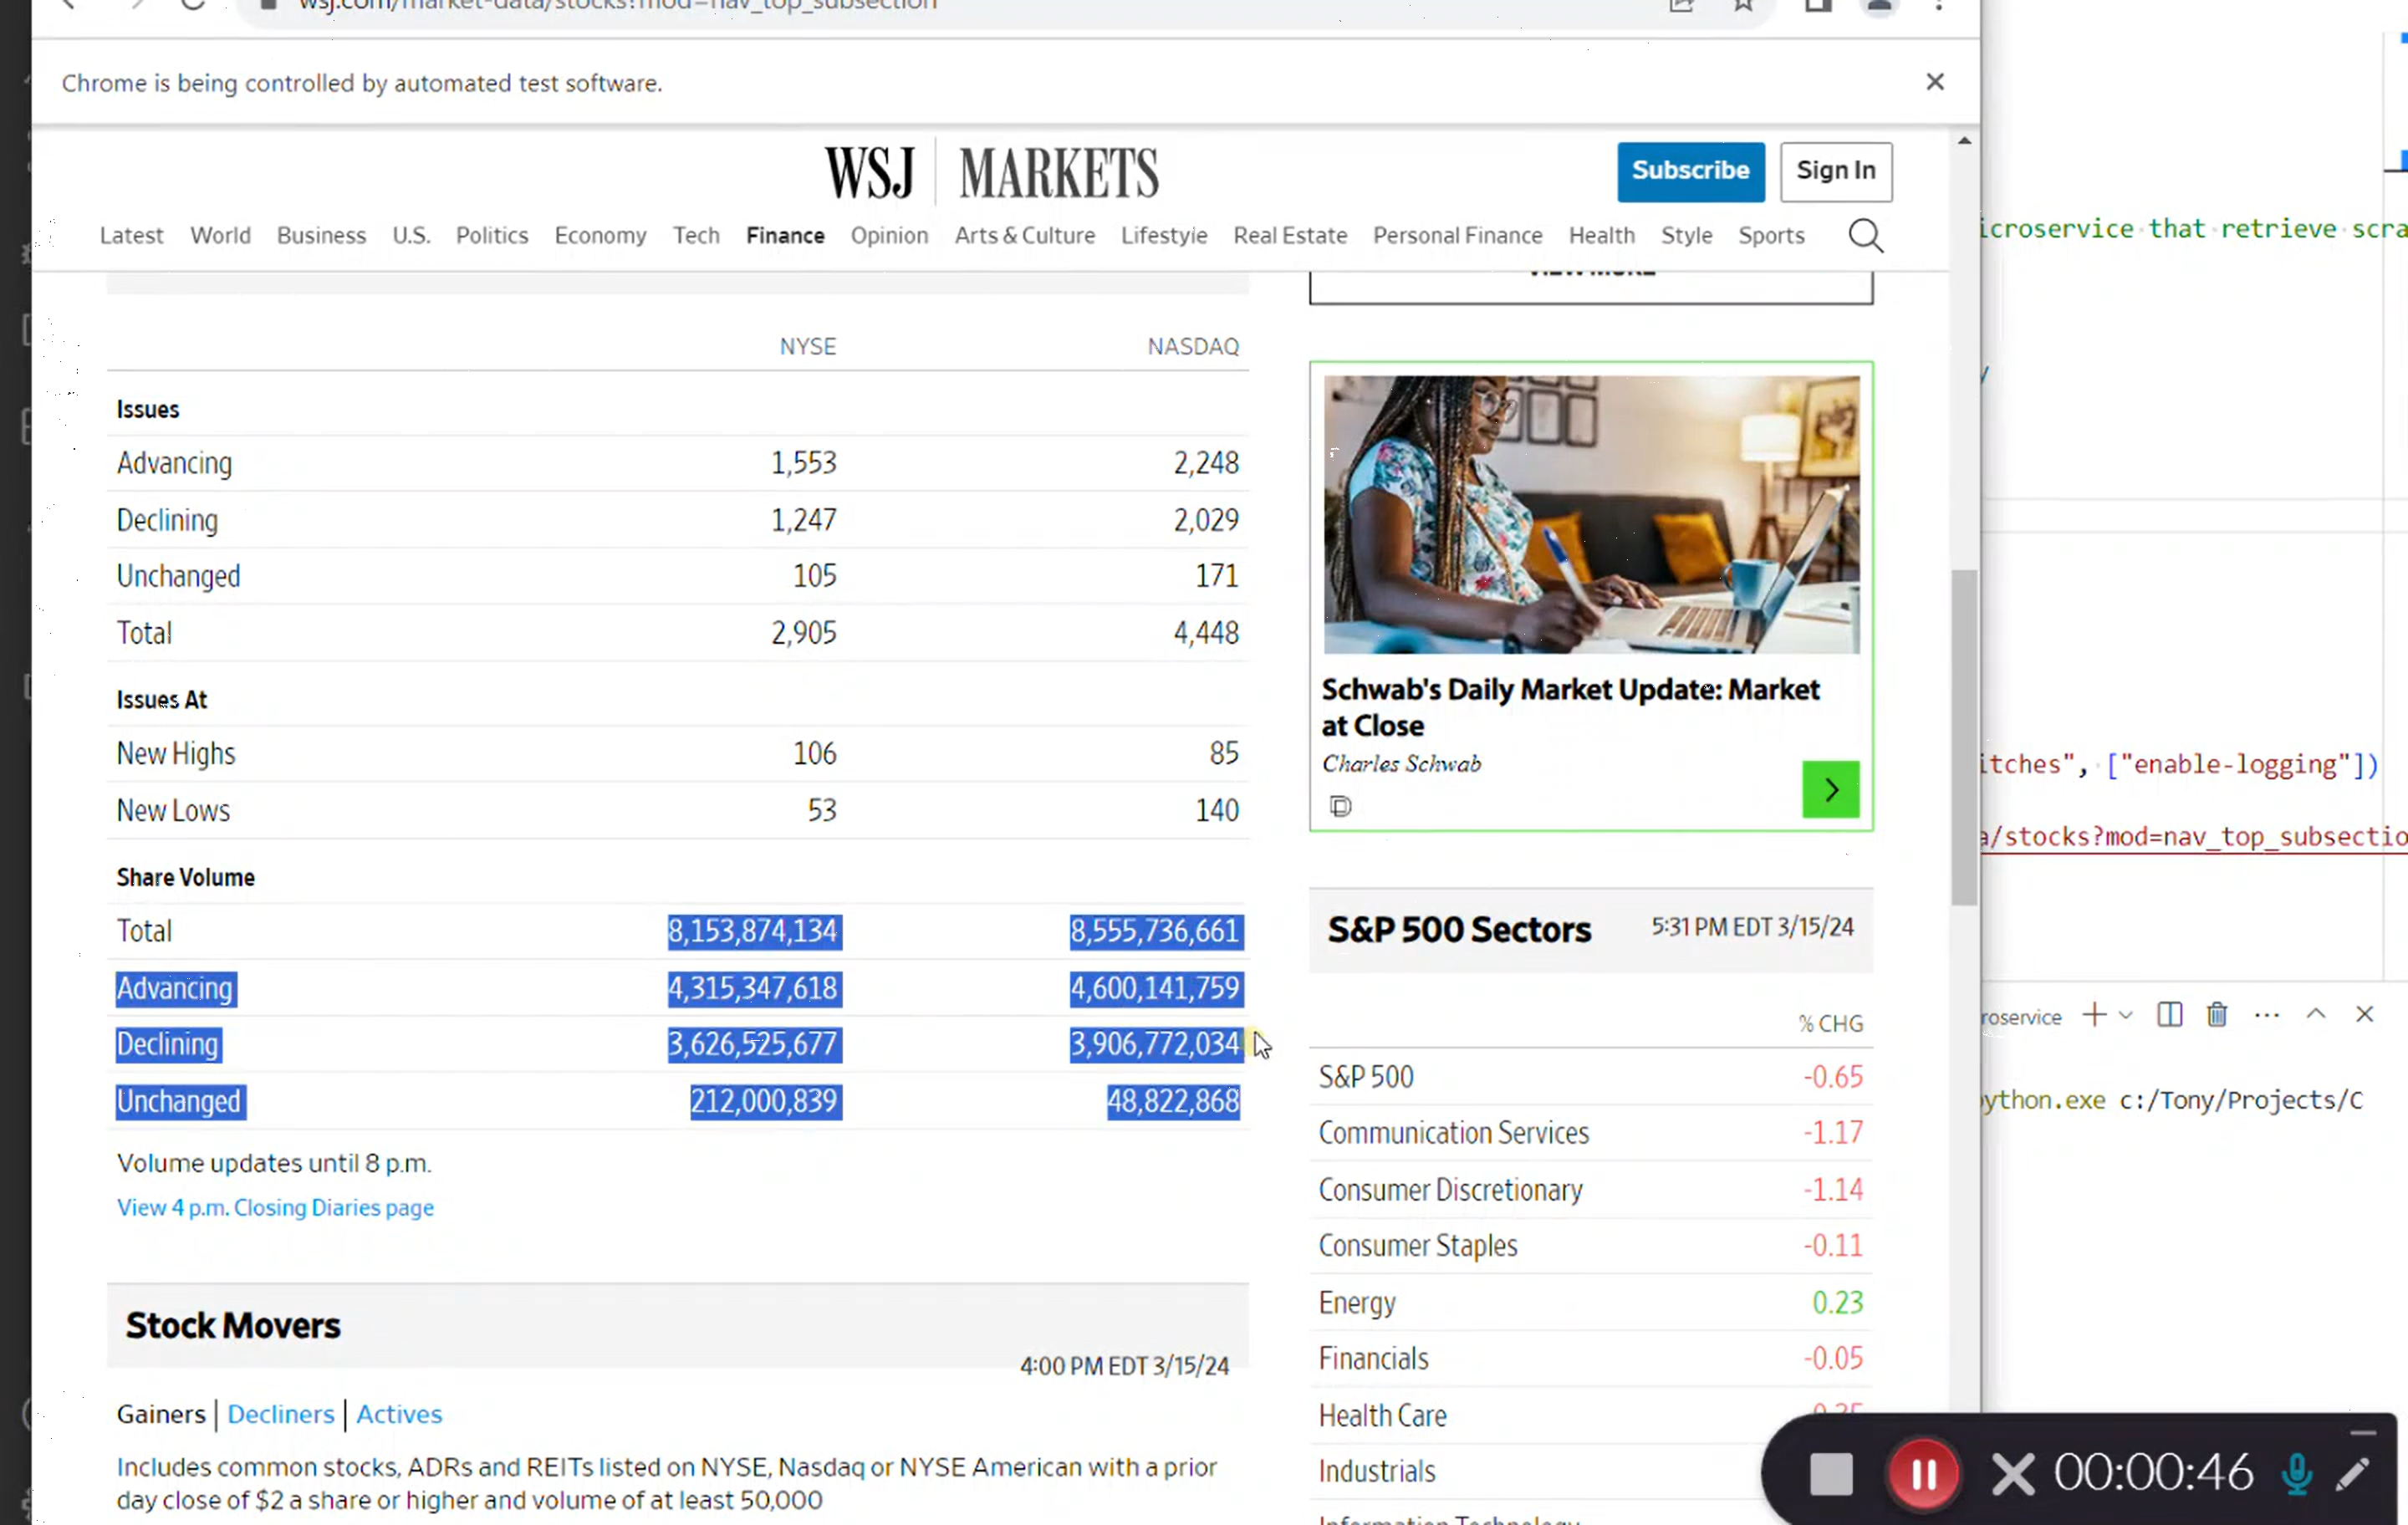 wsj.com/market-data/stocks?mod=nav_top_subsection
Chrome is being controlled by automated test software.
WSJ MARKETS
Subscribe Sign In
Latest World Business U.S. Politics Economy Tech Finance Opinion Arts & Culture Lifestyle Real Estate Personal Finance Health Style Sports
NYSE NASDAQ
Issues
Advancing 1,553 2,248
Declining 1,247 2,029
Unchanged 105 171
Total 2,905 4,448
Issues At
New Highs 106 85
New Lows 53 140
Share Volume
Total 8,153,874,134 8,555,736,661
Advancing 4,315,347,618 4,600,141,759
Declining 3,626,525,677 3,906,772,034
Unchanged 212,000,839 48,822,868
Volume updates until 8 p.m.
View 4 p.m. Closing Diaries page
Stock Movers
4:00 PM EDT 3/15/24
Gainers | Decliners | Actives
Includes common stocks, ADRs and REITs listed on NYSE, Nasdaq or NYSE American with a prior
day close of $2 a share or higher and volume of at least 50,000
VIEW MORE
Schwab's Daily Market Update: Market
at Close
Charles Schwab
S&P 500 Sectors 5:31 PM EDT 3/15/24
% CHG
S&P 500 -0.65
Communication Services -1.17
Consumer Discretionary -1.14
Consumer Staples -0.11
Energy 0.23
Financials -0.05
Health Care
Industrials
Information Technology
icroservice that retrieve scra
y
itches", ["enable-logging"])
a/stocks?mod=nav_top_subsectio
roservice
ython.exe c:/Tony/Projects/C
00:00:46